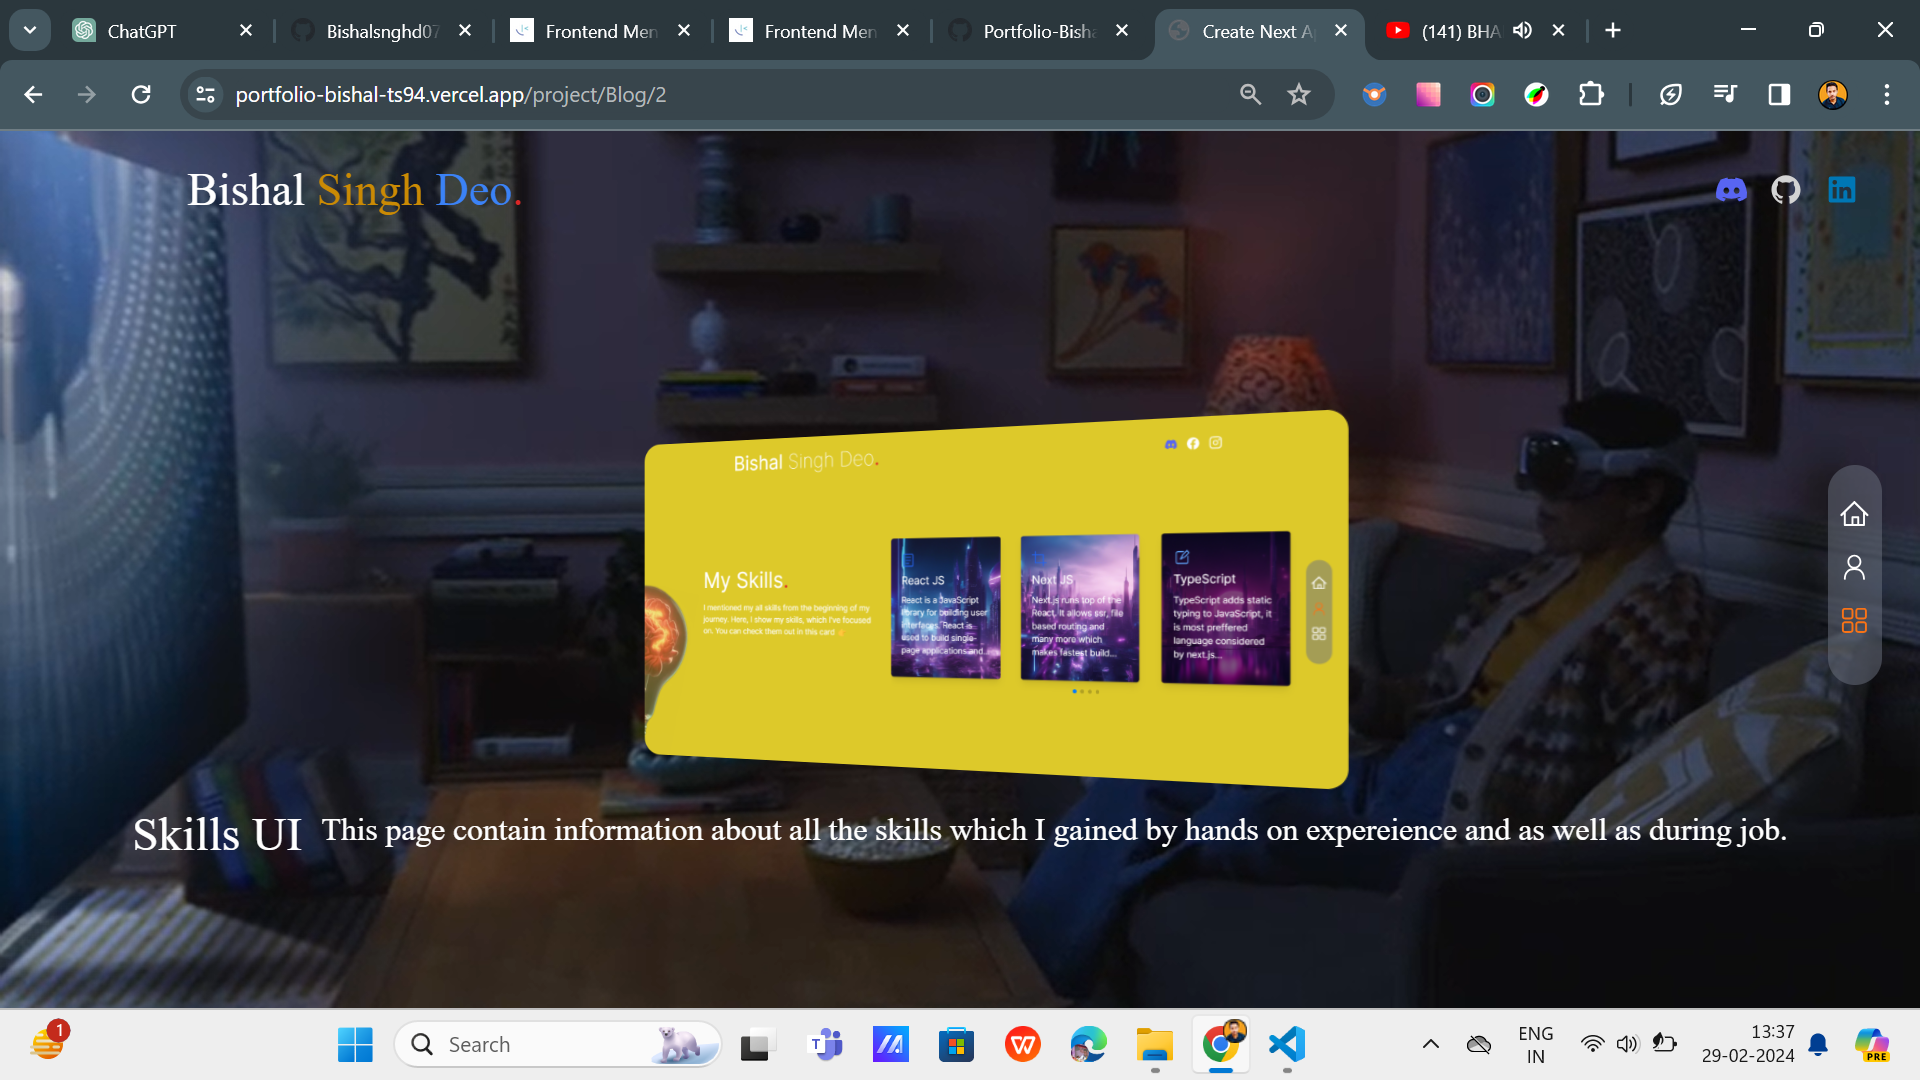 ChatGPT
Bishalsnghd07
Frontend Men
Frontend Men
Portfolio-Bisha
Create Next A
(141) BHA
portfolio-bishal-ts94.vercel.app/project/Blog/2
Bishal Singh Deo.
Bishal Singh Deo.
My Skills.
I mentioned my all skills from the beginning of my
journey. Here, I show my skills, which I've focused
on. You can check them out in this card
React JS
React is a JavaScript
library for building user
interfaces. React is
used to build single-
page applications and...
Next JS
Next.js runs top of the
React. It allows ssr, file
based routing and
many more which
makes fastest build...
TypeScript
TypeScript adds static
typing to JavaScript, it
is most preffered
language considered
by next.js...
Skills UI This page contain information about all the skills which I gained by hands on expereience and as well as during job.
1
Search
T
W
PRE
ENG
IN
13:37
29-02-2024